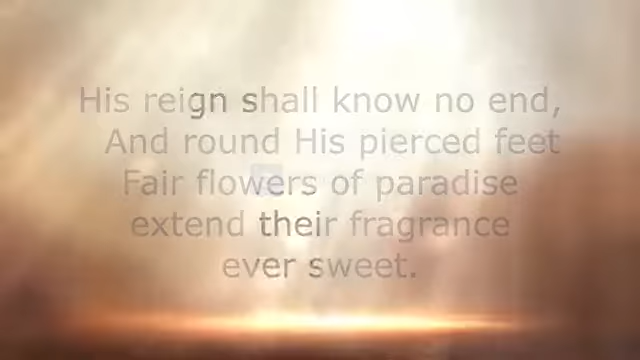 His reign shall know no end,
And round His pierced feet
Fair flowers of paradise
extend their fragrance
ever sweet.